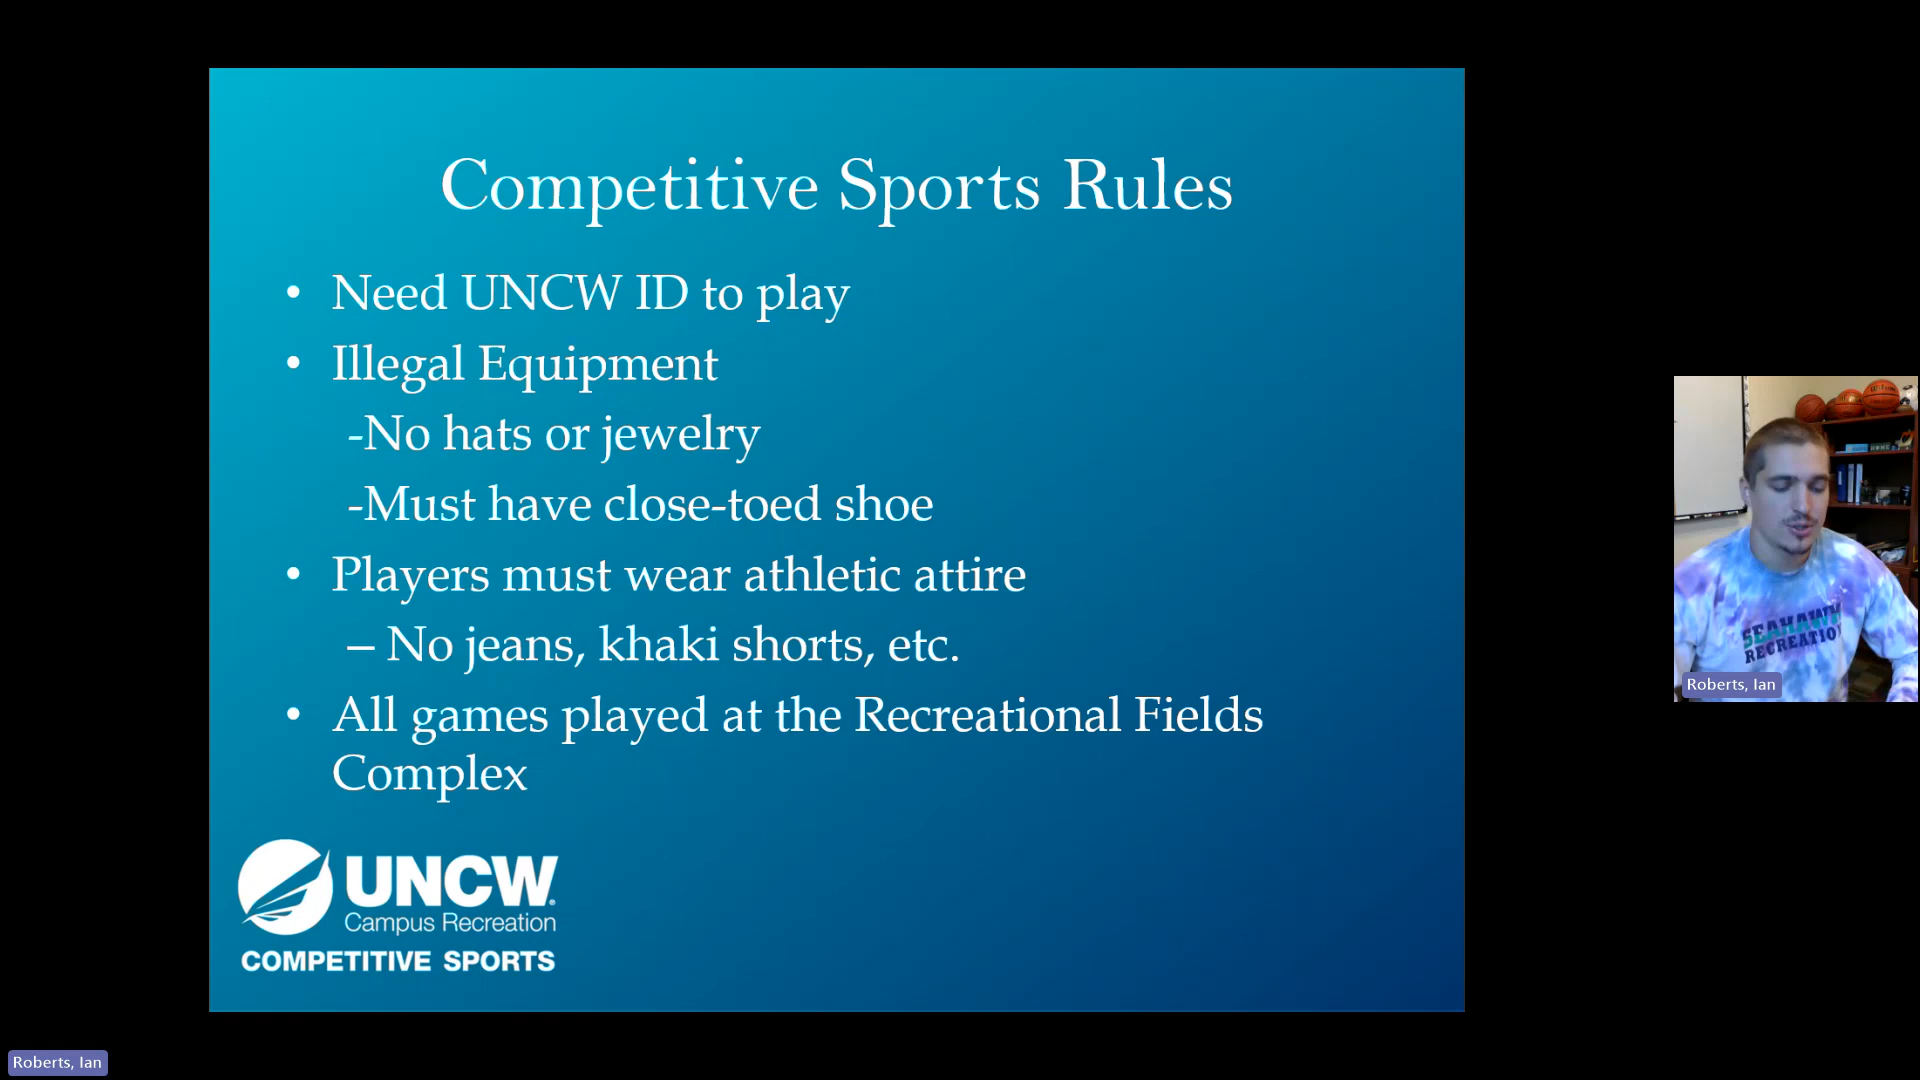 Competitive Sports Rules
• Need UNCW ID to play
• Illegal Equipment
-No hats or jewelry
-Must have close-toed shoe
• Players must wear athletic attire
– No jeans, khaki shorts, etc.
• All games played at the Recreational Fields
Complex
UNCW
Campus Recreation
COMPETITIVE SPORTS
SEAHAWK
RECREATION
Roberts, Ian
Roberts, Ian